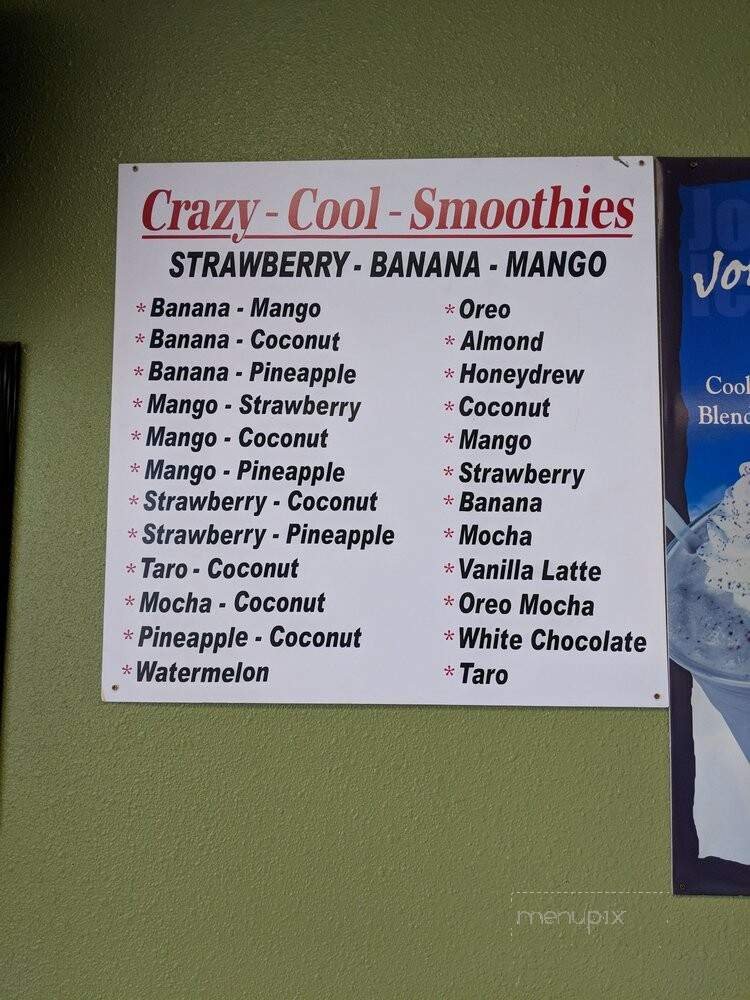 Crazy - Cool - Smoothies
STRAWBERRY - BANANA - MANGO
* Banana - Mango
* Banana - Coconut
* Banana - Pineapple
* Mango - Strawberry
* Mango - Coconut
* Mango - Pineapple
* Strawberry - Coconut
* Strawberry - Pineapple
* Taro - Coconut
* Mocha - Coconut
* Pineapple - Coconut
* Watermelon
* Oreo
* Almond
* Honeydrew
* Coconut
* Mango
* Strawberry
* Banana
* Mocha
* Vanilla Latte
* Oreo Mocha
* White Chocolate
* Taro
Cool
Blend
menupix